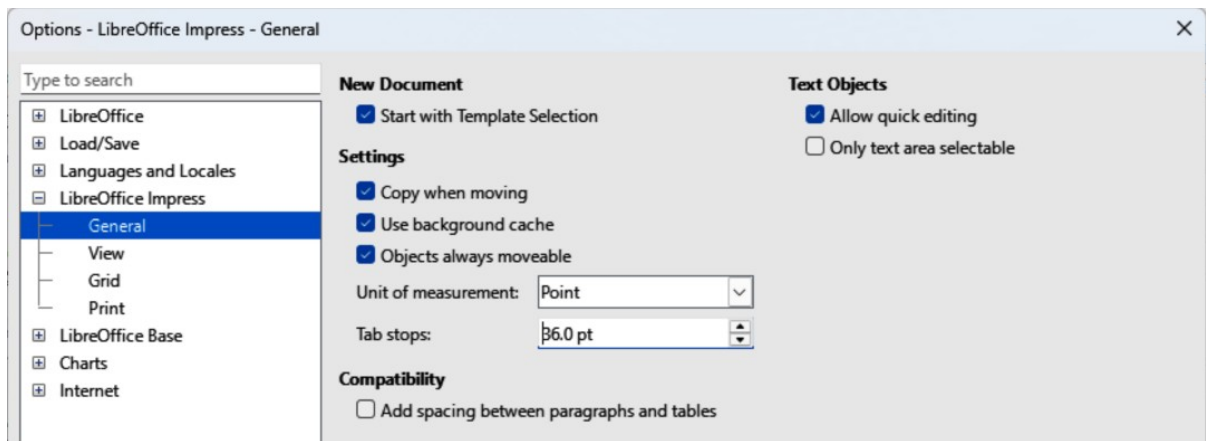 Options - LibreOffice Impress - General
Type to search
LibreOffice
Load/Save
Languages and Locales
LibreOffice Impress
General
View
Grid
Print
LibreOffice Base
Charts
Internet
New Document
Start with Template Selection
Settings
Copy when moving
Use background cache
Objects always moveable
Unit of measurement: Point
Tab stops: 36.0 pt
Compatibility
Add spacing between paragraphs and tables
Text Objects
Allow quick editing
Only text area selectable